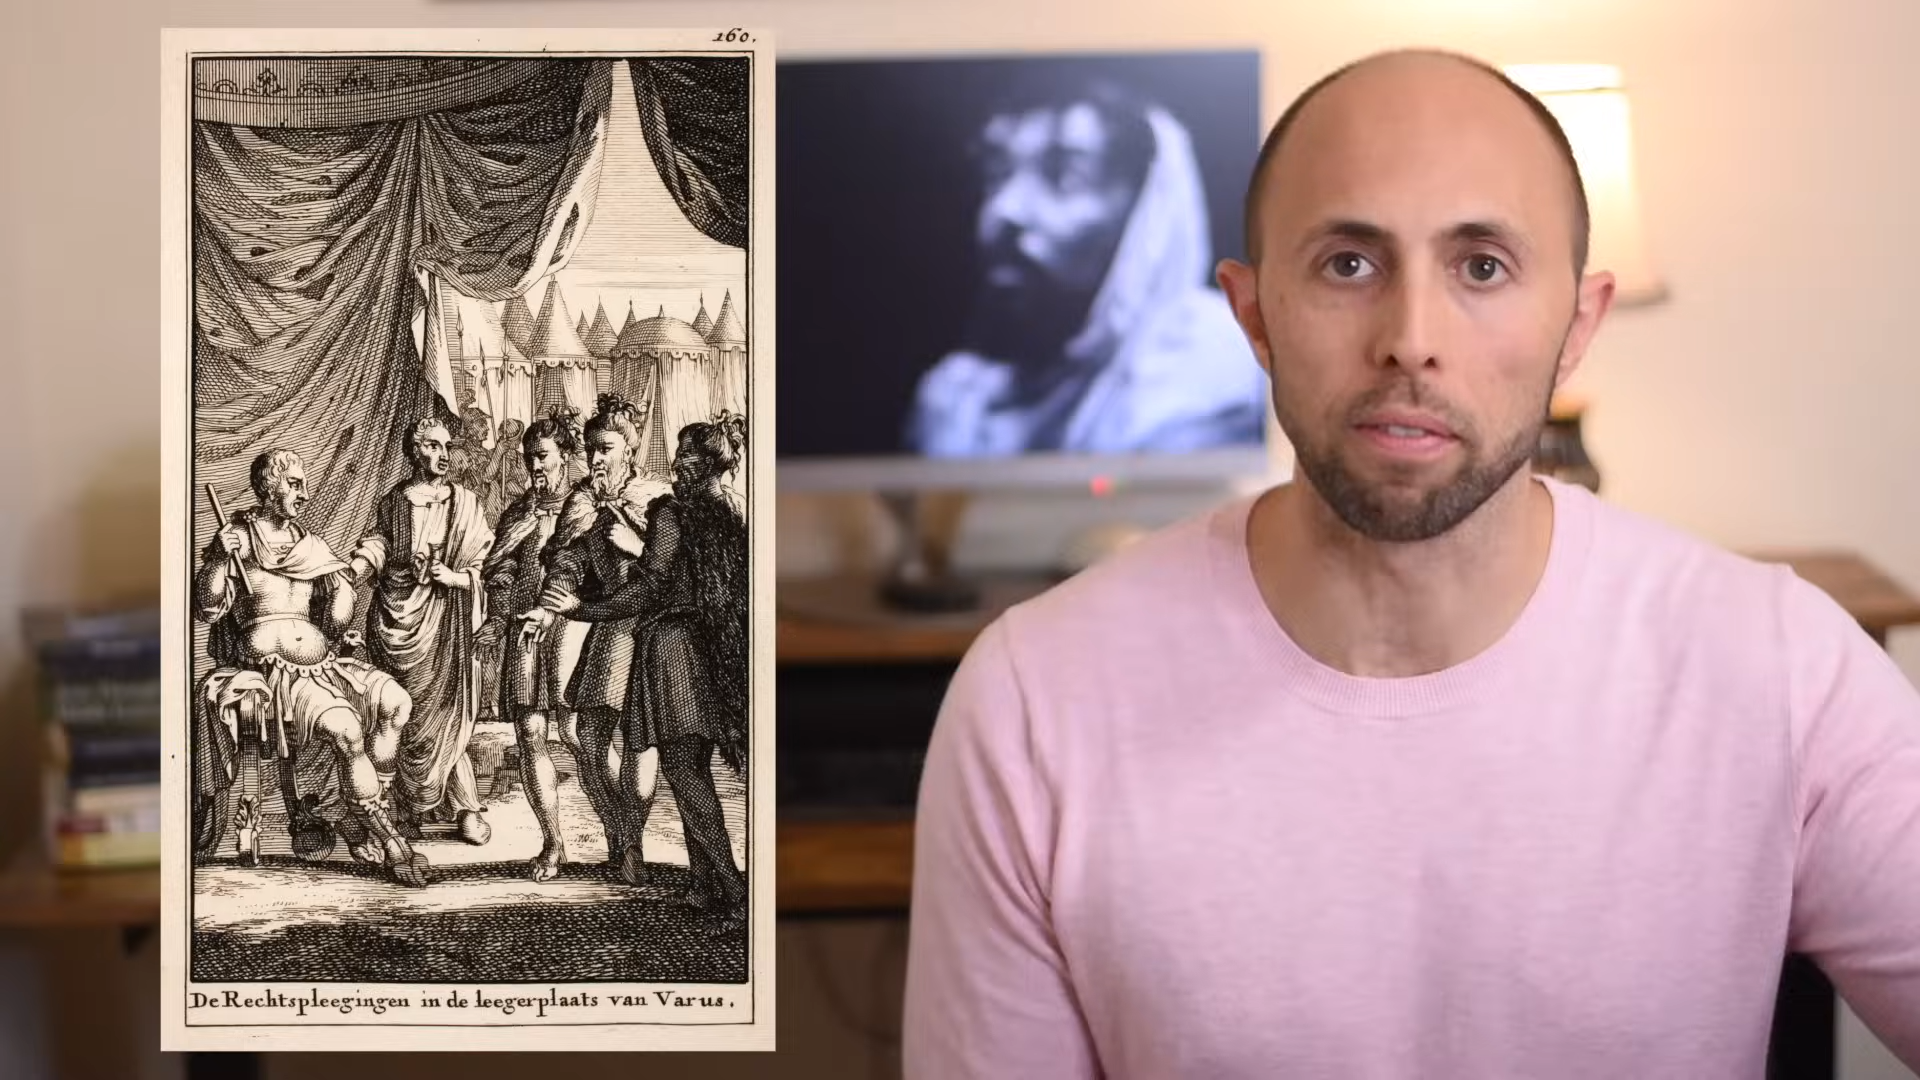 160.
De Rechtspleegingen in de leegerplaats van Varus.